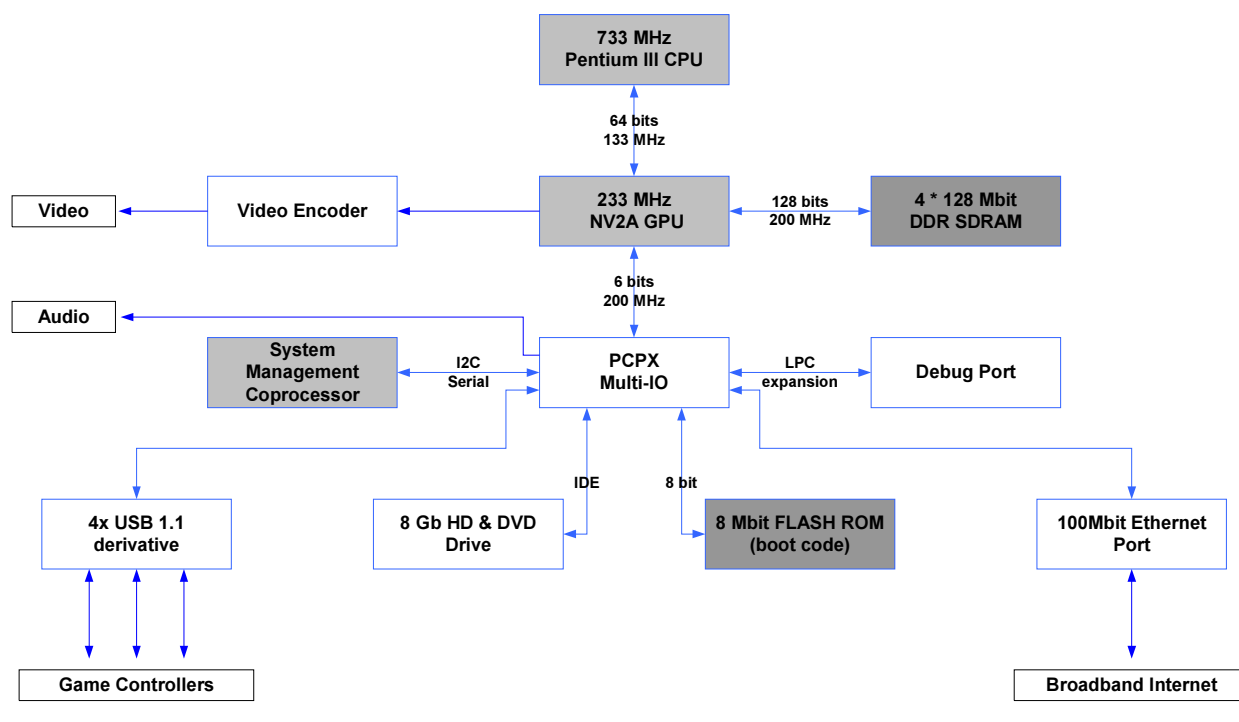 733 MHz
Pentium III CPU
64 bits
133 MHz
Video
Video Encoder
233 MHz
NV2A GPU
128 bits
200 MHz
4 * 128 Mbit
DDR SDRAM
6 bits
200 MHz
Audio
System
Management
Coprocessor
I2C
Serial
PCPX
Multi-IO
LPC
expansion
Debug Port
IDE
8 bit
4x USB 1.1
derivative
8 Gb HD & DVD
Drive
8 Mbit FLASH ROM
(boot code)
100Mbit Ethernet
Port
Game Controllers
Broadband Internet